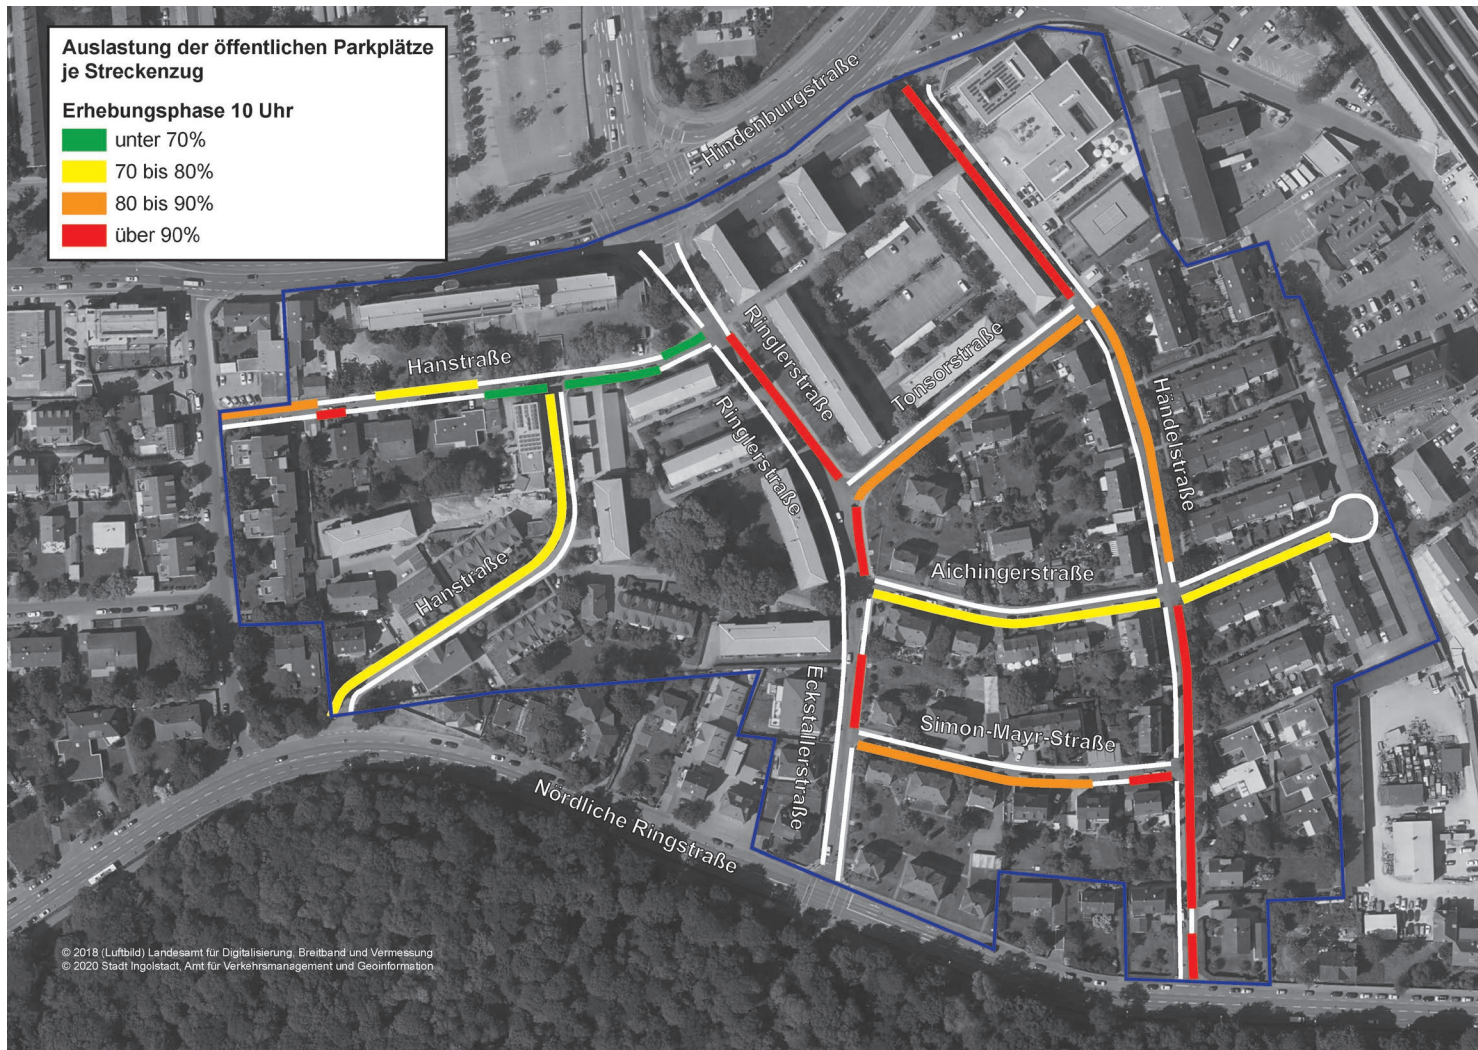 Auslastung der öffentlichen Parkplätze
je Streckenzug
Erhebungsphase 10 Uhr
unter 70%
70 bis 80%
80 bis 90%
über 90%
Hindenburgstraße
Hanstraße
Ringlerstraße
Tonsorstraße
Ringlerstraße
Händelstraße
Hanstraße
Aichingerstraße
Eckstallerstraße
Simon-Mayr-Straße
Nördliche Ringstraße
© 2018 (Luftbild) Landesamt für Digitalisierung, Breitband und Vermessung
© 2020 Stadt Ingolstadt, Amt für Verkehrsmanagement und Geoinformation